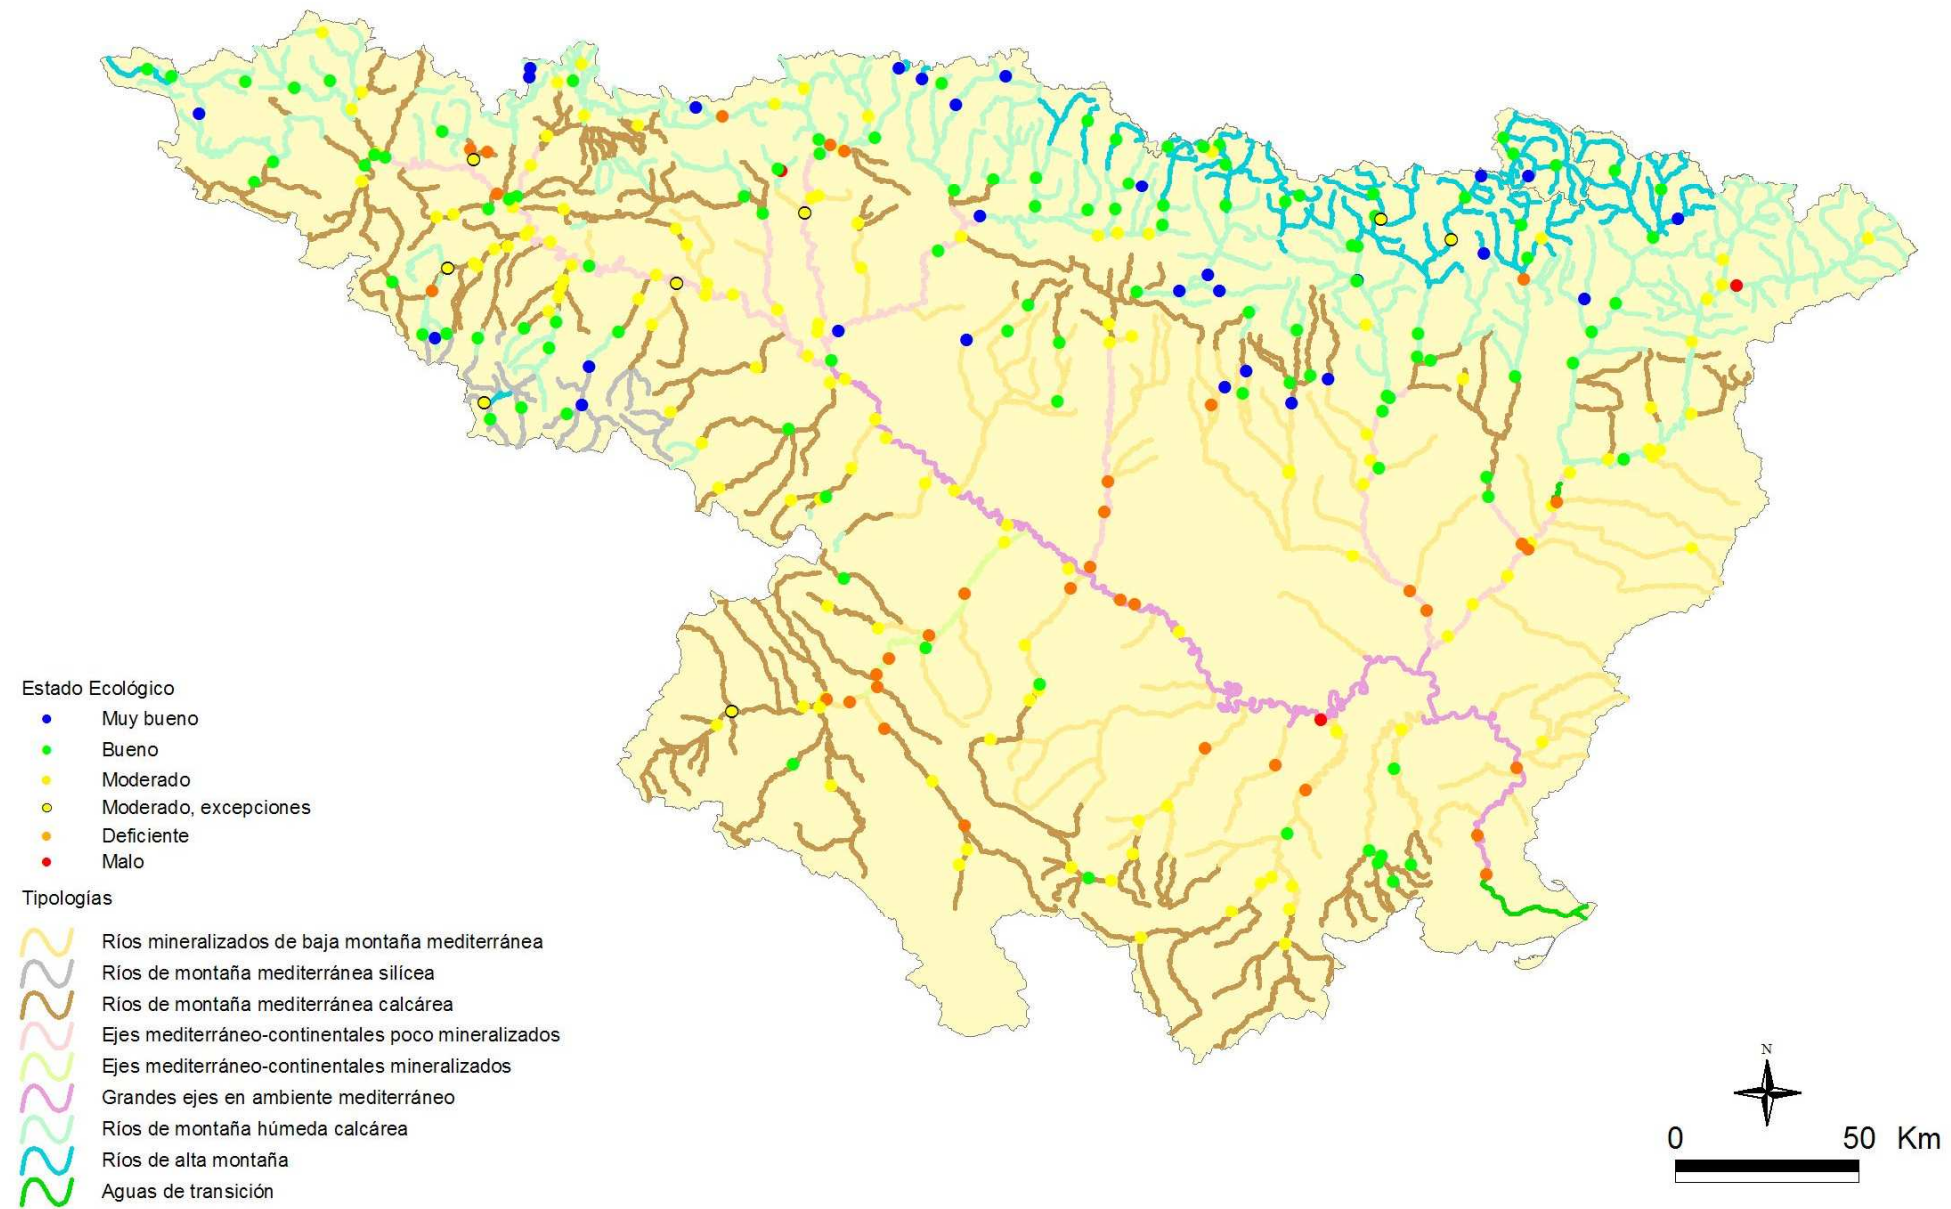 Estado Ecológico
Muy bueno
Bueno
Moderado
Moderado, excepciones
Deficiente
Malo
Tipologías
Ríos mineralizados de baja montaña mediterránea
Ríos de montaña mediterránea silícea
Ríos de montaña mediterránea calcárea
Ejes mediterráneo-continentales poco mineralizados
Ejes mediterráneo-continentales mineralizados
Grandes ejes en ambiente mediterráneo
Ríos de montaña húmeda calcárea
Ríos de alta montaña
Aguas de transición
N
0 50 Km